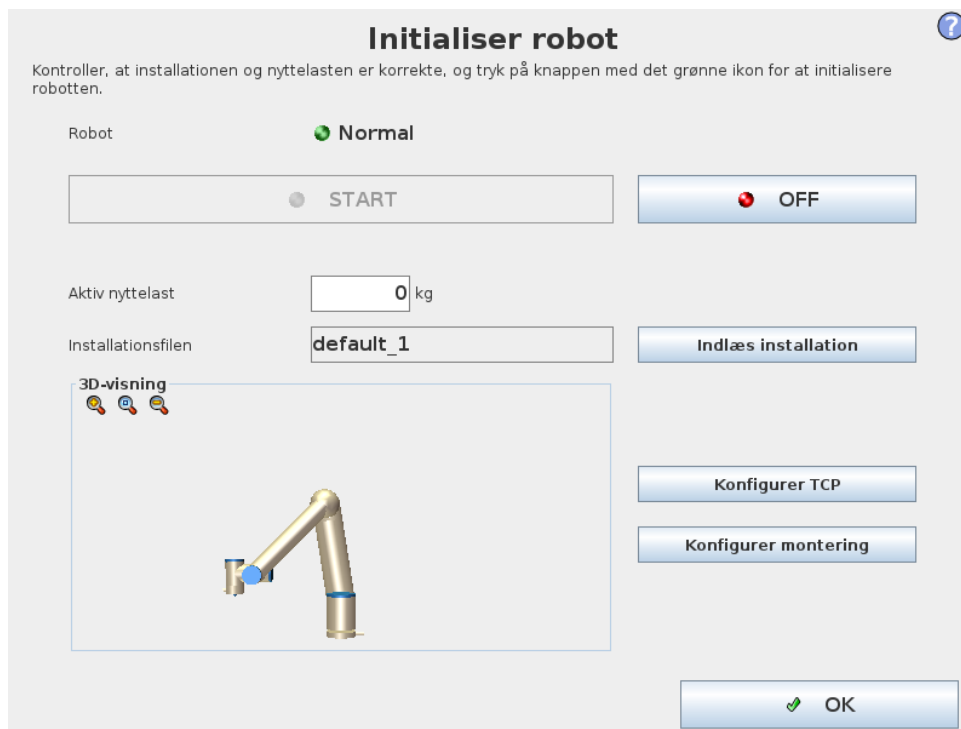 Initialiser robot
?
Kontroller, at installationen og nyttelasten er korrekte, og tryk på knappen med det grønne ikon for at initialisere
robotten.
Robot
Normal
START
OFF
Aktiv nyttelast
0 kg
Installationsfilen
default_1
Indlæs installation
3D-visning
Konfigurer TCP
Konfigurer montering
OK